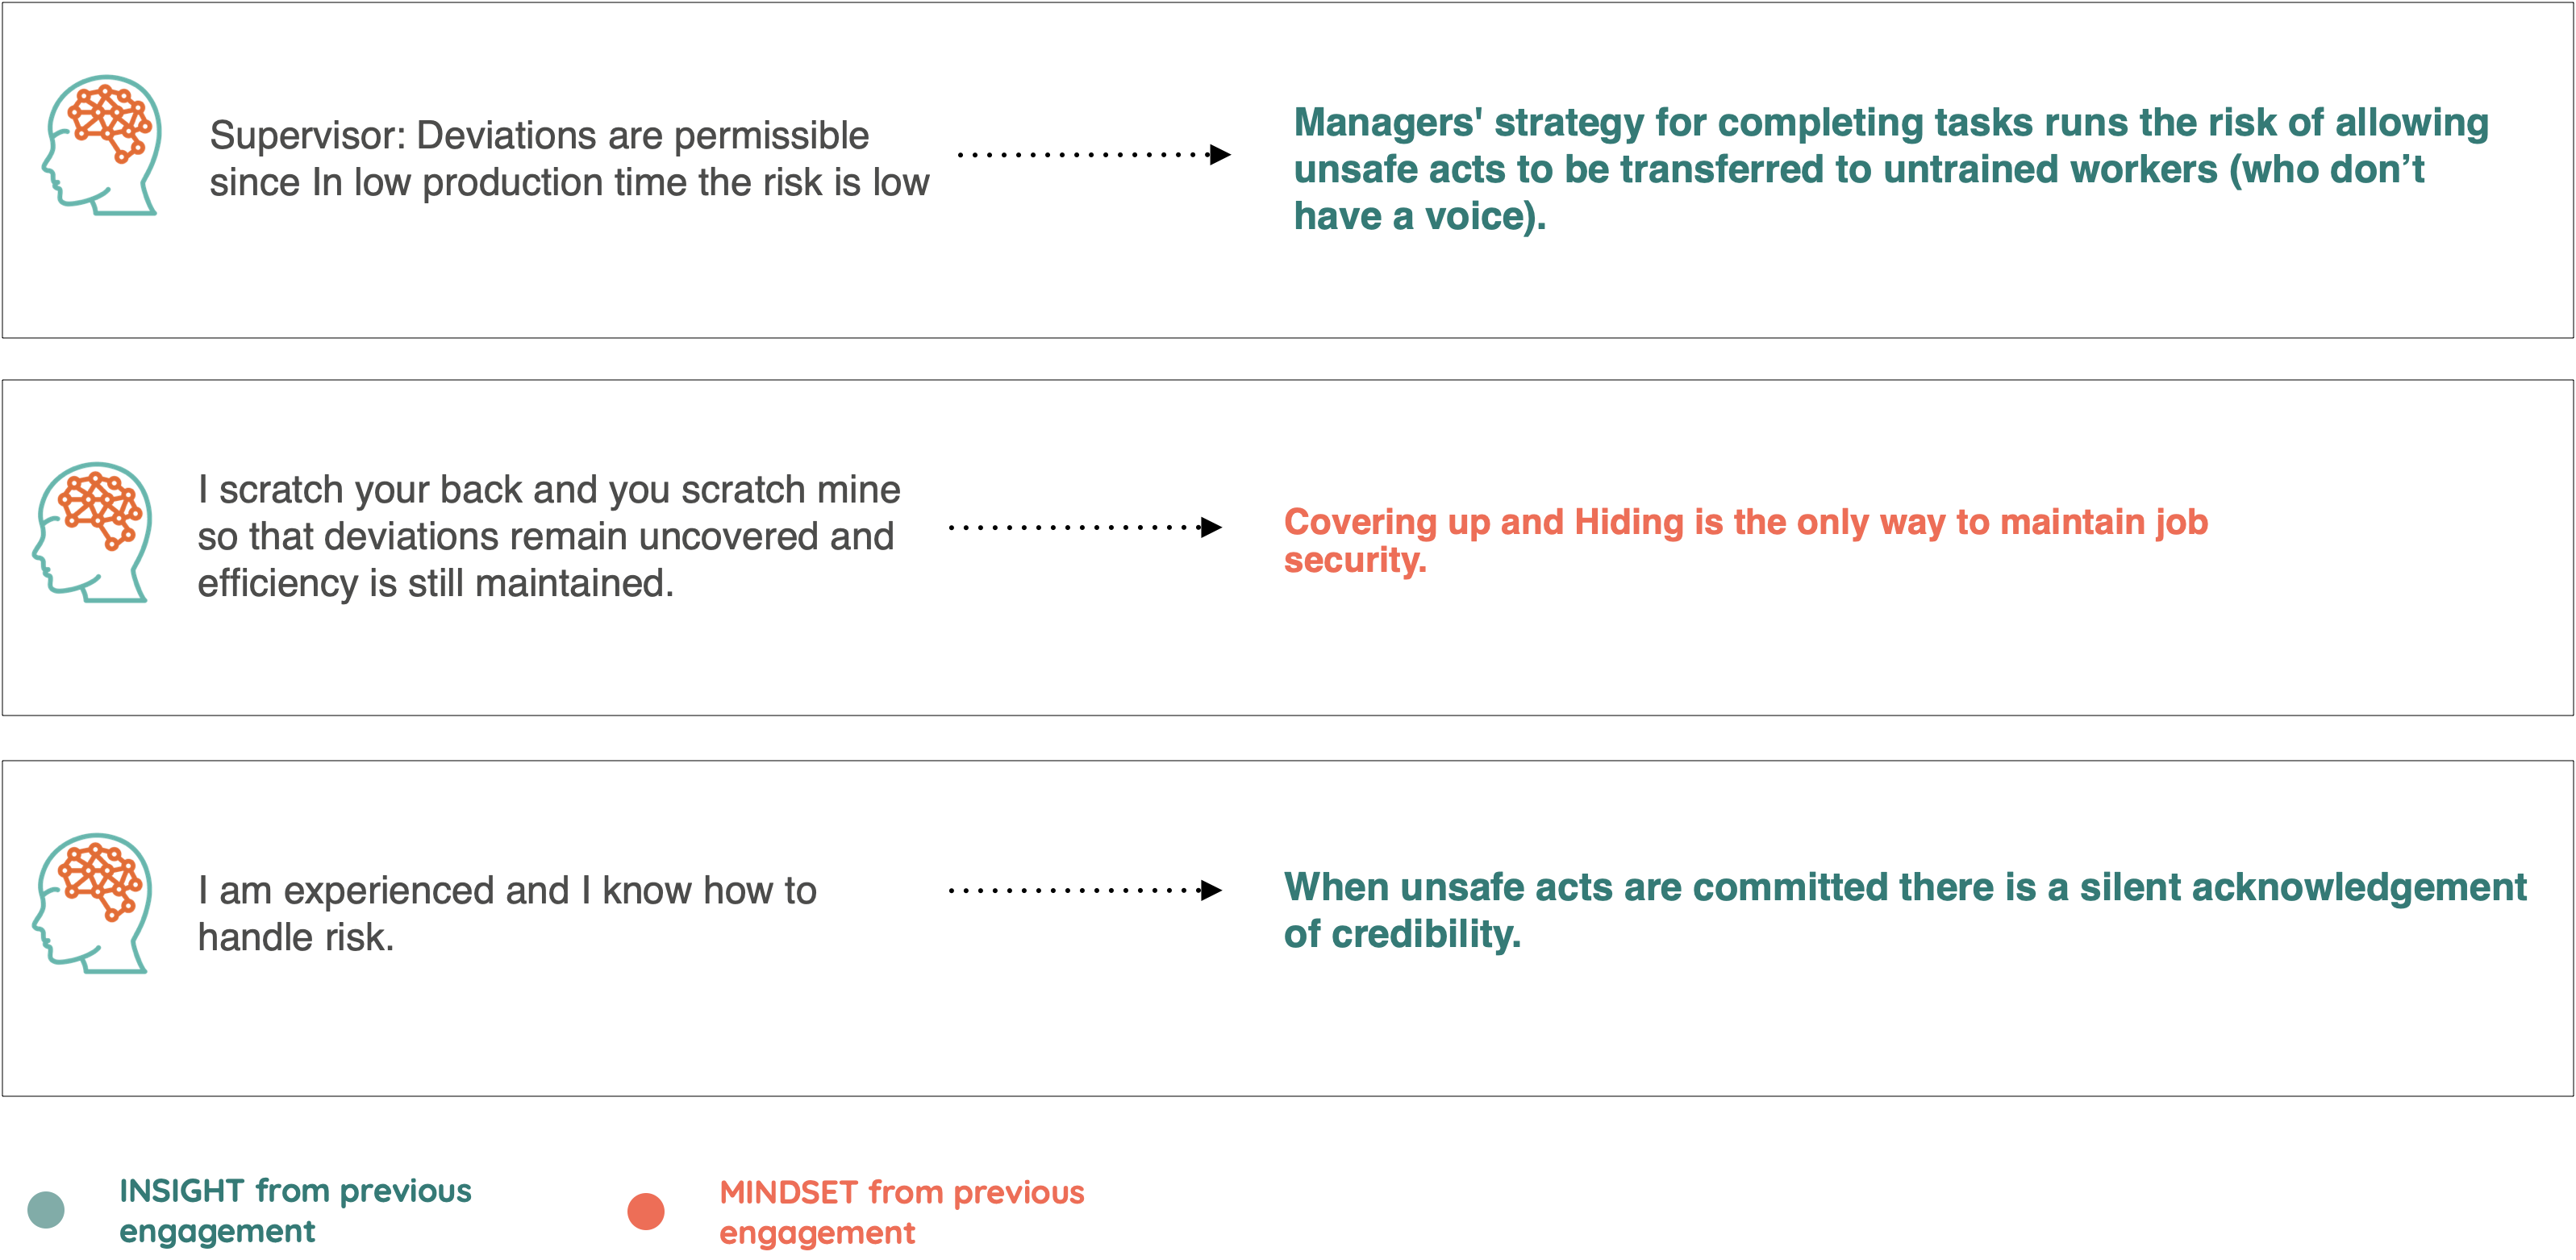 Supervisor: Deviations are permissible
since In low production time the risk is low
Managers' strategy for completing tasks runs the risk of allowing
unsafe acts to be transferred to untrained workers (who don’t
have a voice).
I scratch your back and you scratch mine
so that deviations remain uncovered and
efficiency is still maintained.
Covering up and Hiding is the only way to maintain job
security.
I am experienced and I know how to
handle risk.
When unsafe acts are committed there is a silent acknowledgement
of credibility.
INSIGHT from previous
engagement
MINDSET from previous
engagement